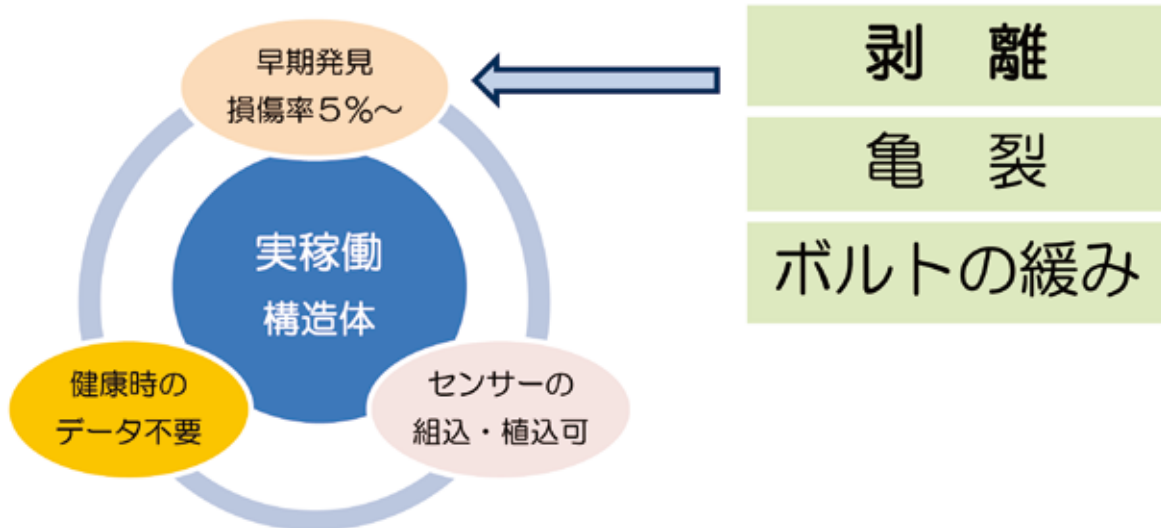 早期発見
損傷率5%～
実稼働
構造体
健康時の
データ不要
センサーの
組込・植込可
剥　離
亀　裂
ボルトの緩み